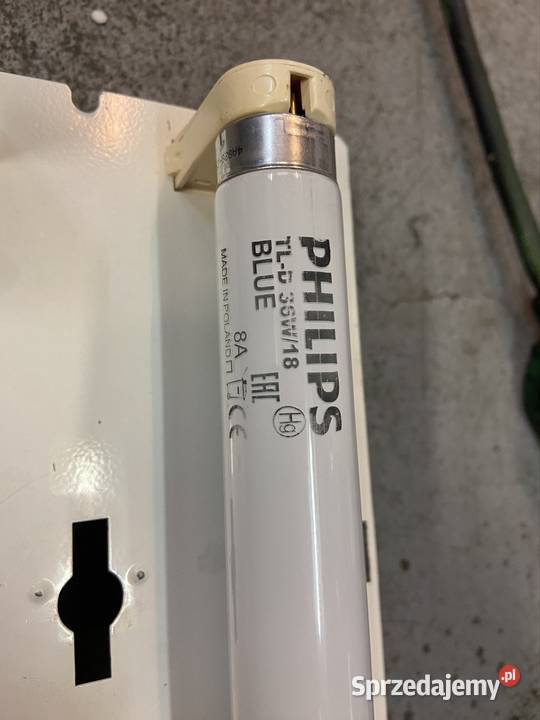 PHILIPS
TL-D 36W/18
BLUE
EAC
Hg
8A
CE
MADE IN POLAND
Sprzedajemy.pl